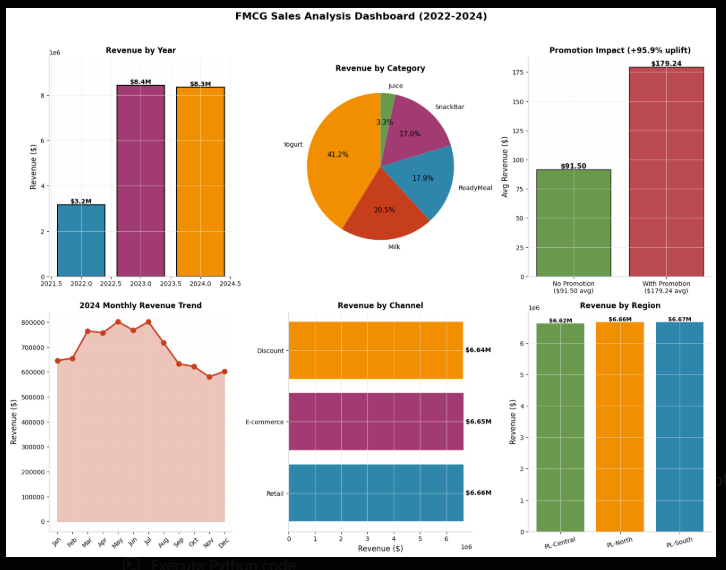 FMCG Sales Analysis Dashboard (2022-2024)
Revenue by Year
1e6
Revenue ($)
8
6
4
2
0
$3.2M
$8.4M
$8.3M
2021.5 2022.0 2022.5 2023.0 2023.5 2024.0 2024.5
Revenue by Category
Juice
3.3%
SnackBar
17.0%
Yogurt
41.2%
ReadyMeal
17.9%
20.5%
Milk
Promotion Impact (+95.9% uplift)
Avg Revenue ($)
175
150
125
100
75
50
25
0
$91.50
$179.24
No Promotion
($91.50 avg)
With Promotion
($179.24 avg)
2024 Monthly Revenue Trend
Revenue ($)
800000
700000
600000
500000
400000
300000
200000
100000
0
Jan Feb Mar Apr May Jun Jul Aug Sep Oct Nov Dec
Revenue by Channel
Discount
$6.64M
E-commerce
$6.65M
Retail
$6.66M
0 1 2 3 4 5 6
1e6
Revenue ($)
Revenue by Region
1e6
Revenue ($)
6
5
4
3
2
1
0
$6.62M
$6.66M
$6.67M
PL-Central
PL-North
PL-South
Execute Python code